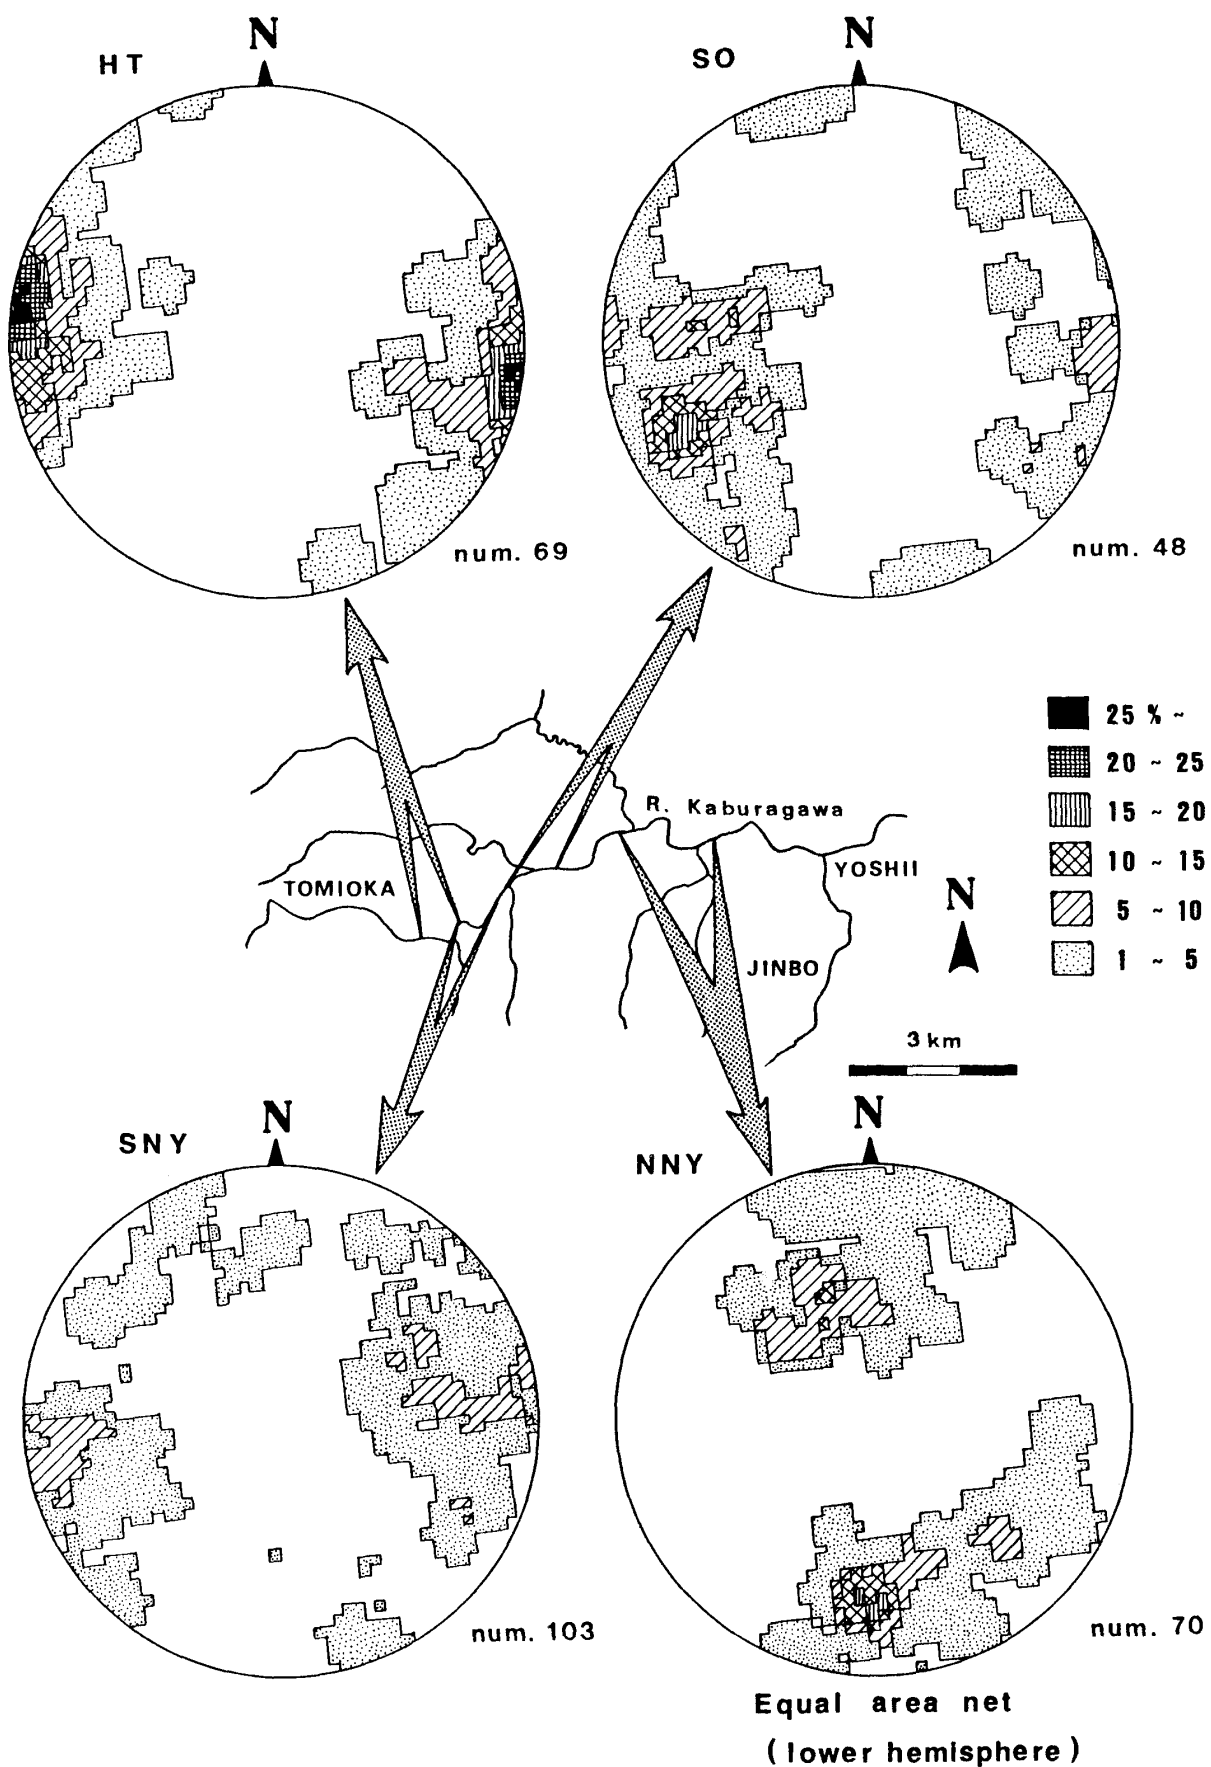 N
HT
num. 69
N
SO
num. 48
25 % ~
20 ~ 25
15 ~ 20
10 ~ 15
5 ~ 10
1 ~ 5
R. Kaburagawa
TOMIOKA
YOSHII
JINBO
N
3 km
N
SNY
num. 103
N
NNY
num. 70
Equal area net
( lower hemisphere )